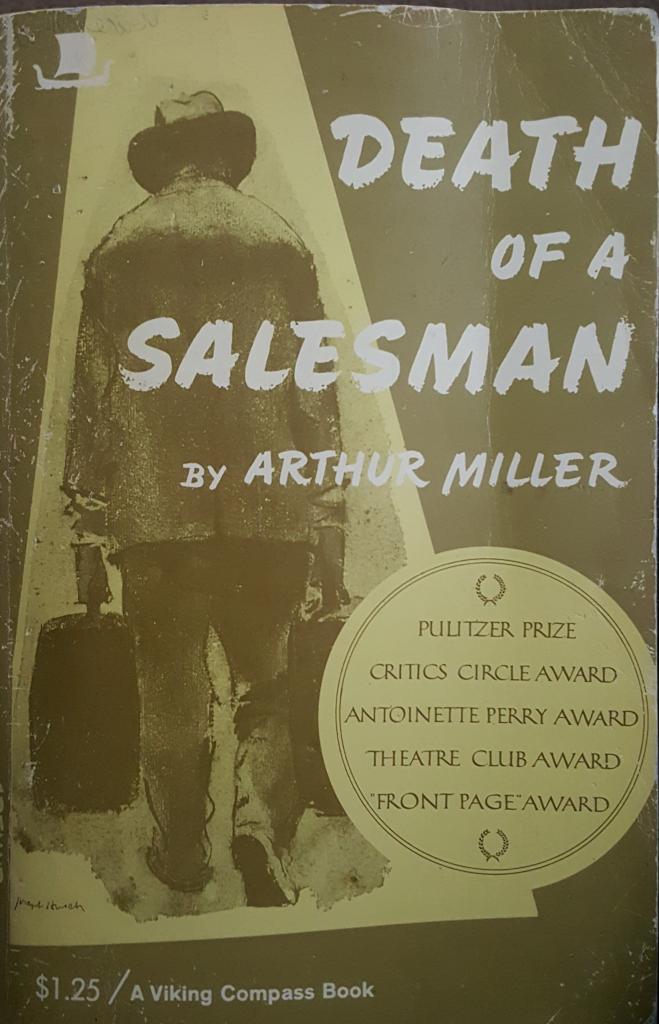 DEATH
OF A
SALESMAN
BY ARTHUR MILLER
PULITZER PRIZE
CRITICS CIRCLE AWARD
ANTOINETTE PERRY AWARD
THEATRE CLUB AWARD
"FRONT PAGE" AWARD
$1.25 / A Viking Compass Book